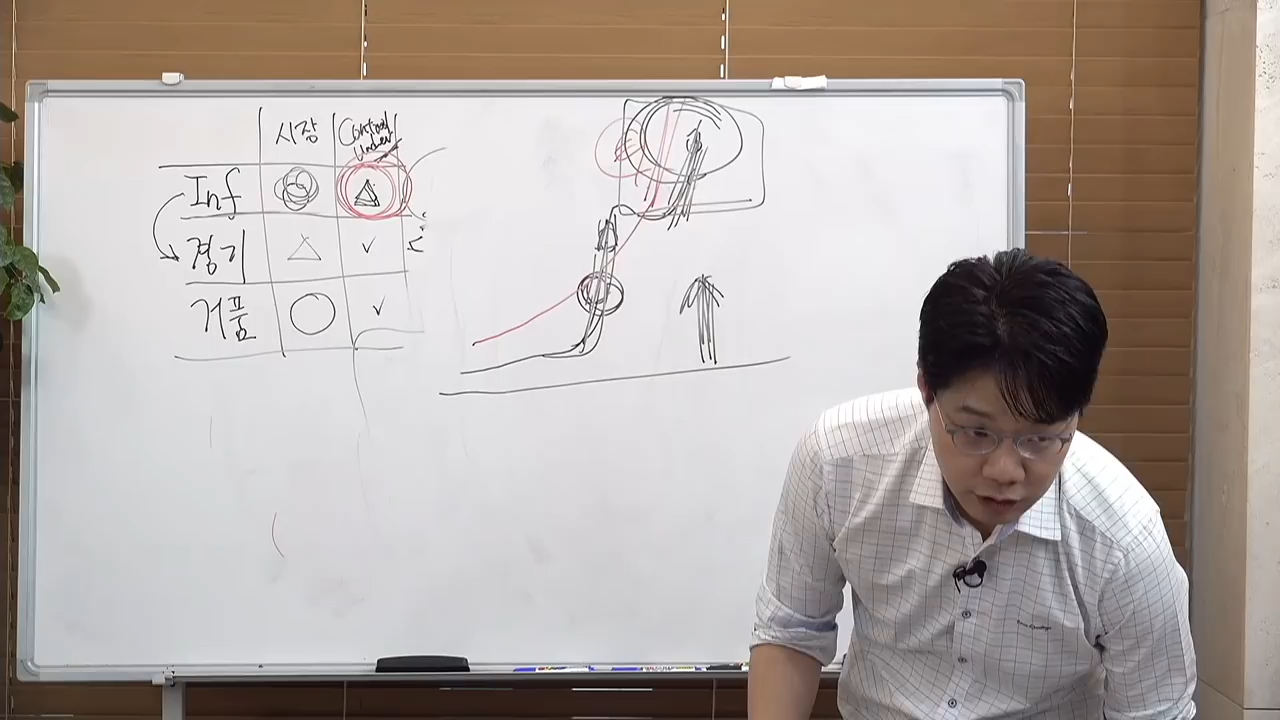 시장 Control Under
Inf △
경기 △ ✓
거품 ○ ✓